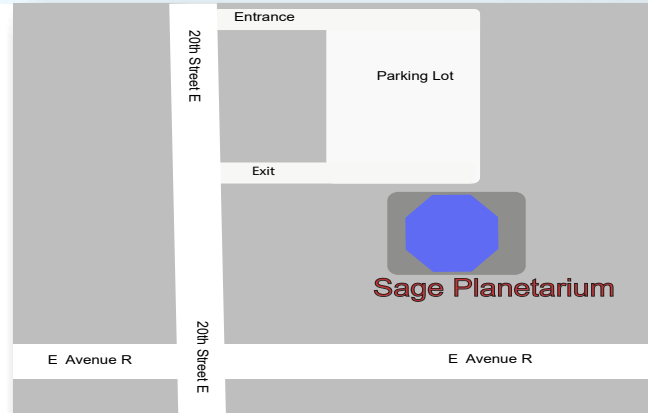 Entrance
20th Street E
Parking Lot
Exit
Sage Planetarium
20th Street E
E Avenue R
E Avenue R